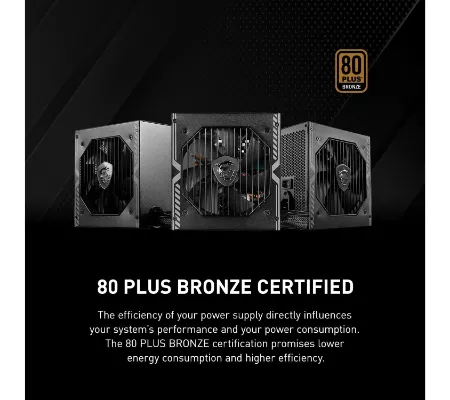 80
PLUS
BRONZE
80 PLUS BRONZE CERTIFIED
The efficiency of your power supply directly influences
your system's performance and your power consumption.
The 80 PLUS BRONZE certification promises lower
energy consumption and higher efficiency.